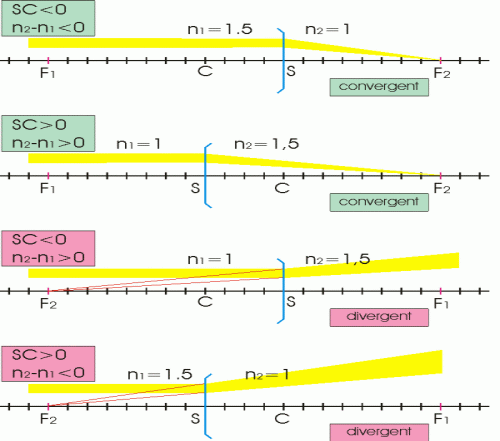 SC<0
n₂-n₁<0
n₁=1.5 n₂=1
F₁ C S F₂
convergent
SC>0
n₂-n₁>0
n₁=1 n₂=1,5
F₁ S C F₂
convergent
SC<0
n₂-n₁>0
n₁=1 n₂=1,5
F₂ C S F₁
divergent
SC>0
n₂-n₁<0
n₁=1.5 n₂=1
F₂ S C F₁
divergent